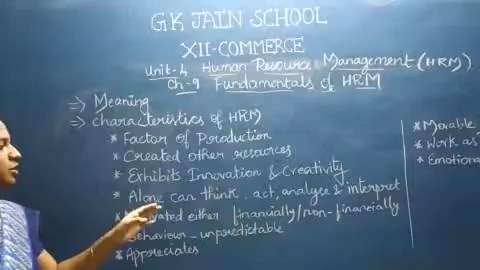 G.K JAIN SCHOOL
XII-COMMERCE
Unit-4 Human Resource Management (HRM)
Ch-9 Fundamentals of HRM
⇒ Meaning
⇒ Characteristics of HRM
* Factor of Production
* Created other resources
* Exhibits Innovation & Creativity
* Alone can think, act, analyse & interpret
financially/non-financially
Behaviour - unpredictable
* Appreciates
* Movable
* Work as
* Emotional